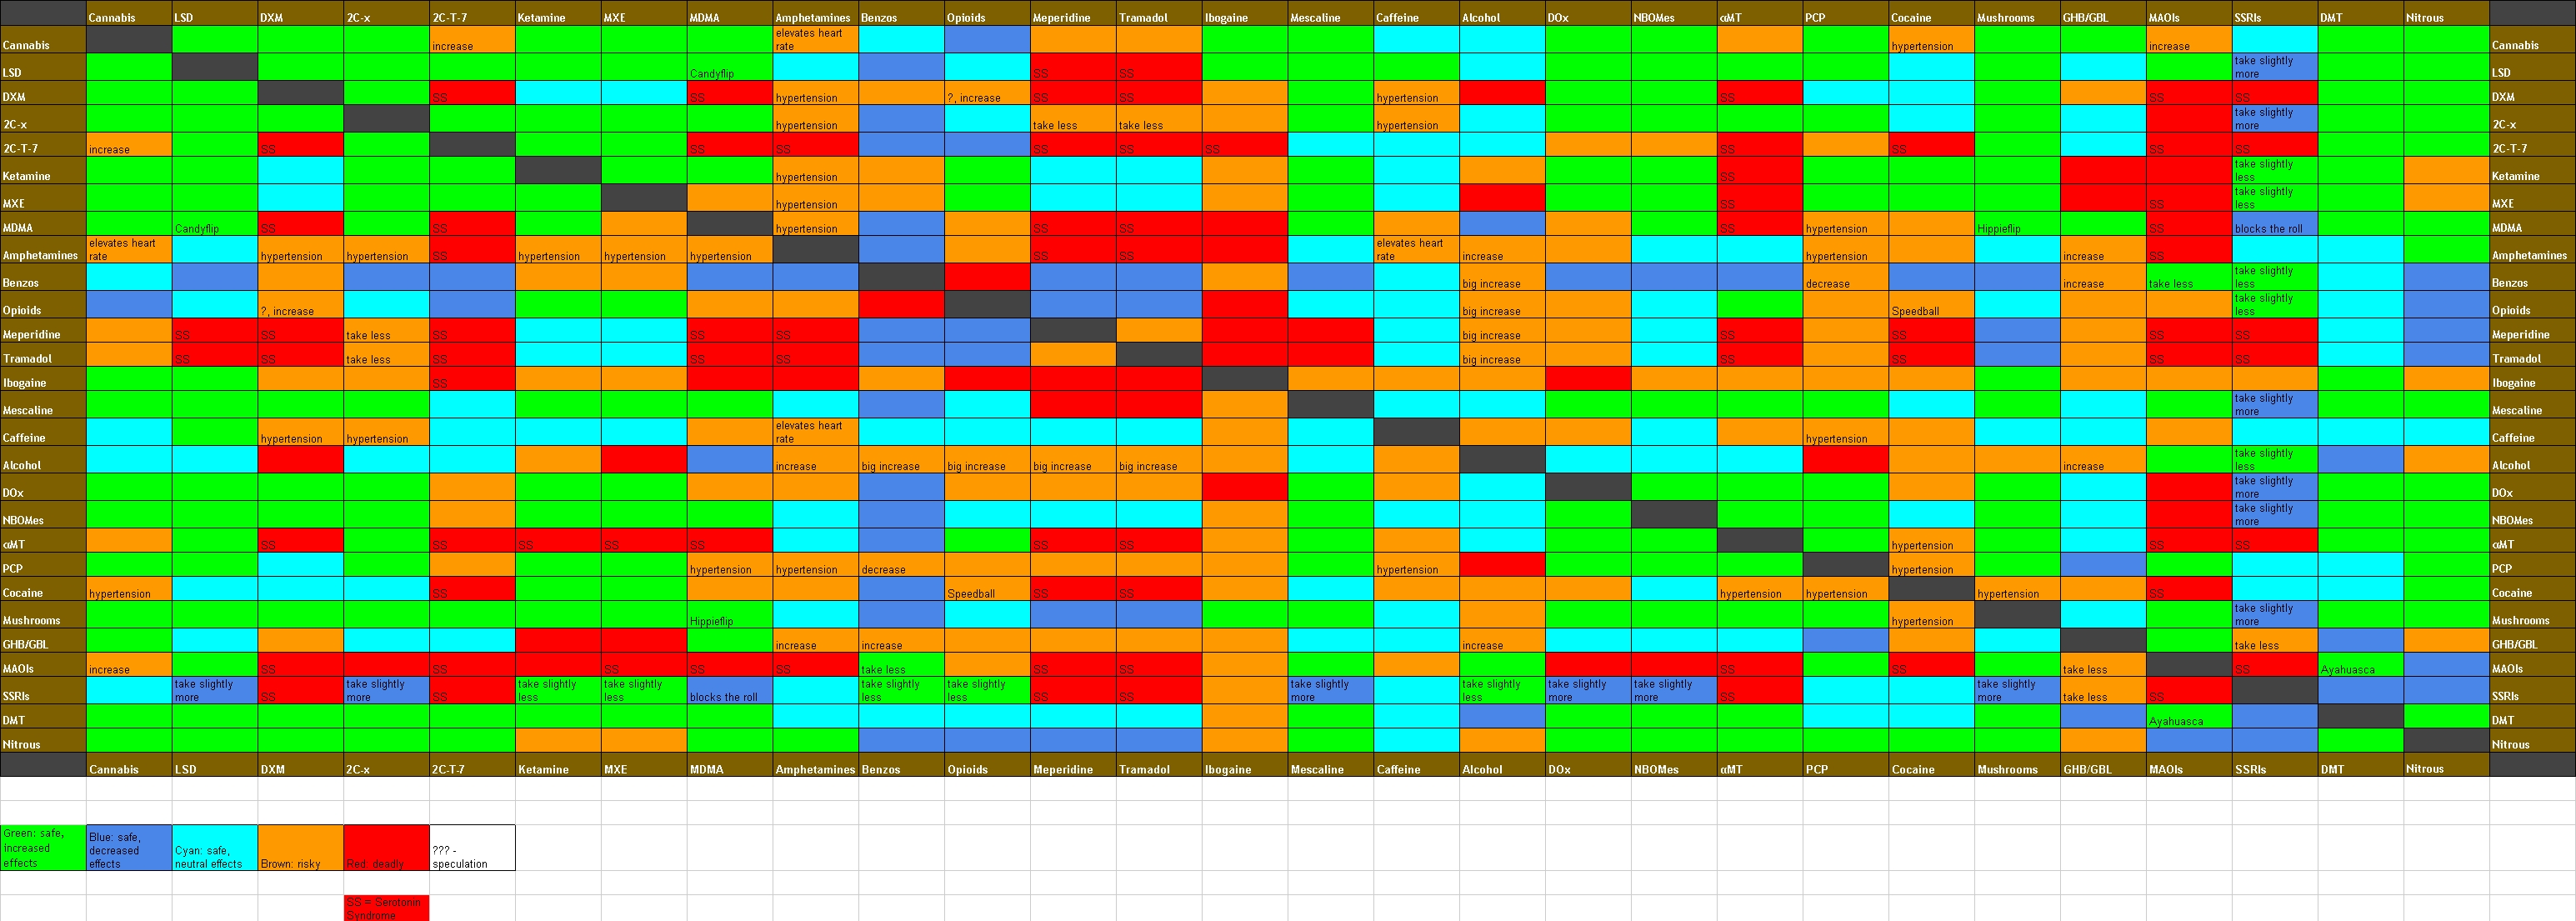 Cannabis LSD DXM 2C-x 2C-T-7 Ketamine MXE MDMA Amphetamines Benzos Opioids Meperidine Tramadol Ibogaine Mescaline Caffeine Alcohol DOx NBOMes αMT PCP Cocaine Mushrooms GHB/GBL MAOIs SSRIs DMT Nitrous
Cannabis increase elevates heart rate hypertension increase Cannabis
LSD Candyflip SS SS take slightly more LSD
DXM SS SS hypertension ?, increase SS SS hypertension SS SS SS DXM
2C-x hypertension take less take less hypertension take slightly more 2C-x
2C-T-7 increase SS SS SS SS SS SS SS SS SS SS 2C-T-7
Ketamine hypertension SS take slightly less Ketamine
MXE hypertension SS SS take slightly less MXE
MDMA Candyflip SS SS hypertension SS SS SS hypertension Hippieflip SS blocks the roll MDMA
Amphetamines elevates heart rate hypertension hypertension SS hypertension hypertension hypertension SS SS elevates heart rate increase hypertension increase SS Amphetamines
Benzos big increase decrease increase take less take slightly less Benzos
Opioids ?, increase big increase Speedball take slightly less Opioids
Meperidine SS SS take less SS SS SS big increase SS SS SS SS Meperidine
Tramadol SS SS take less SS SS SS big increase SS SS SS SS Tramadol
Ibogaine SS Ibogaine
Mescaline take slightly more Mescaline
Caffeine hypertension hypertension elevates heart rate hypertension Caffeine
Alcohol increase big increase big increase big increase big increase increase take slightly less Alcohol
DOx take slightly more DOx
NBOMes take slightly more NBOMes
αMT SS SS SS SS SS SS SS hypertension SS SS αMT
PCP hypertension hypertension decrease hypertension hypertension PCP
Cocaine hypertension SS Speedball SS SS hypertension hypertension hypertension SS Cocaine
Mushrooms Hippieflip hypertension take slightly more Mushrooms
GHB/GBL increase increase increase take less GHB/GBL
MAOIs increase SS SS SS SS SS take less SS SS SS SS take less SS Ayahuasca MAOIs
SSRIs take slightly more SS take slightly more SS take slightly less take slightly less blocks the roll take slightly less take slightly less SS SS take slightly more take slightly less take slightly more take slightly more SS take slightly more take less SS SSRIs
DMT Ayahuasca DMT
Nitrous Nitrous
Cannabis LSD DXM 2C-x 2C-T-7 Ketamine MXE MDMA Amphetamines Benzos Opioids Meperidine Tramadol Ibogaine Mescaline Caffeine Alcohol DOx NBOMes αMT PCP Cocaine Mushrooms GHB/GBL MAOIs SSRIs DMT Nitrous
Green: safe, increased effects
Blue: safe, decreased effects
Cyan: safe, neutral effects
Brown: risky
Red: deadly
??? - speculation
SS = Serotonin Syndrome